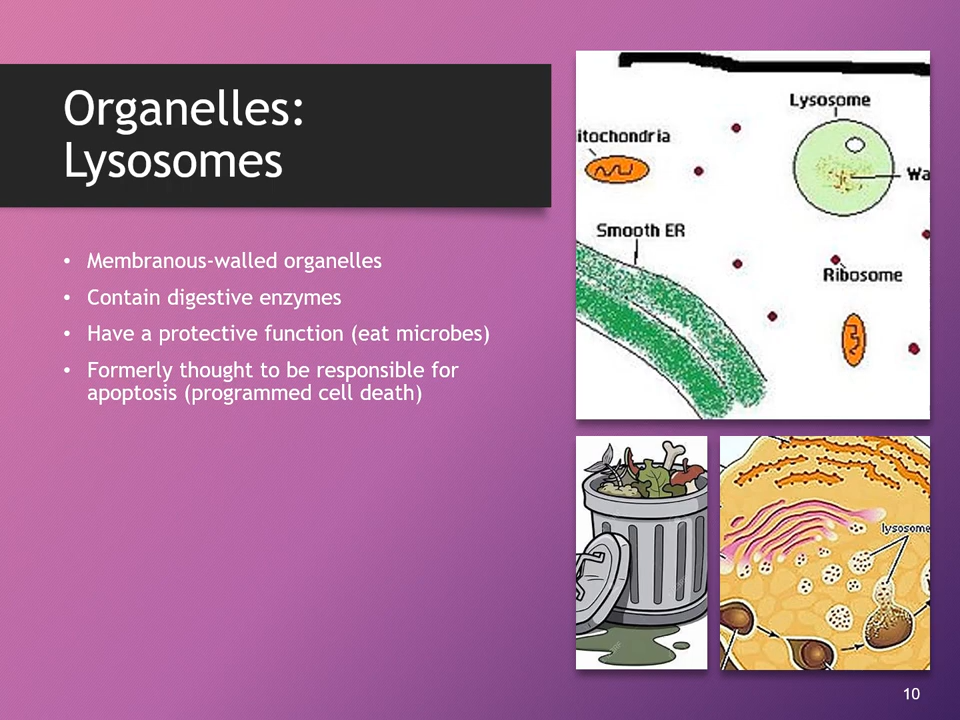 Organelles:
Lysosomes
• Membranous-walled organelles
• Contain digestive enzymes
• Have a protective function (eat microbes)
• Formerly thought to be responsible for
apoptosis (programmed cell death)
Lysosome
itochondria
Wa
Smooth ER
Ribosome
lysosome
10